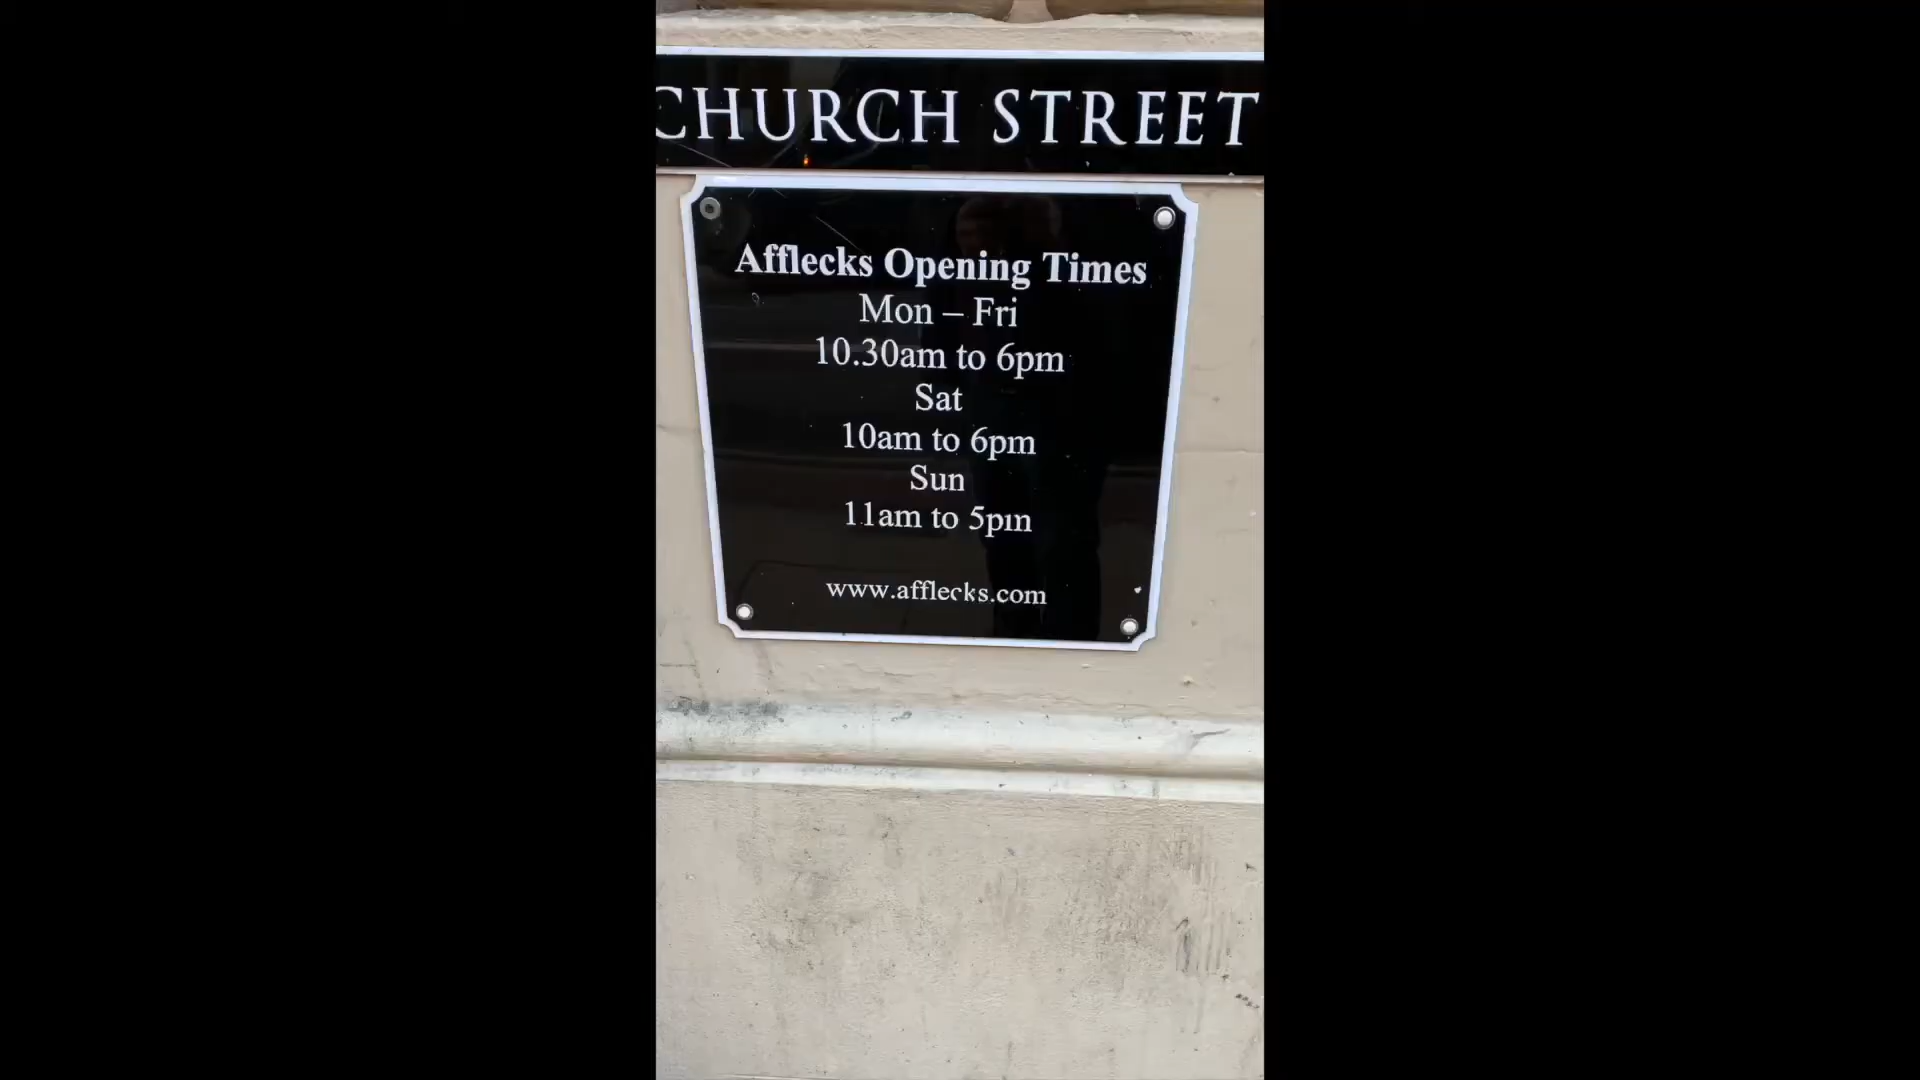 CHURCH STREET
Afflecks Opening Times
Mon – Fri
10.30am to 6pm
Sat
10am to 6pm
Sun
11am to 5pm
www.afflecks.com